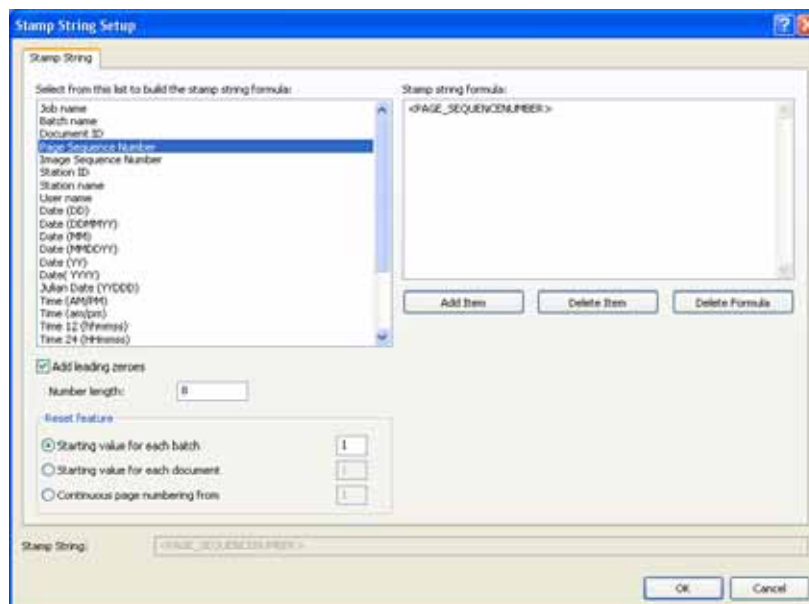 Stamp String Setup
Stamp String
Select from this list to build the stamp string formula:
Stamp string formula:
Job name
Batch name
Document ID
Page Sequence Number
Image Sequence Number
Station ID
Station name
User name
Date (DD)
Date (DDMMYY)
Date (MM)
Date (MMDDYY)
Date (YY)
Date( YYYY)
Julian Date (YYDDD)
Time (AM/PM)
Time (am/pm)
Time 12 (hhmmss)
Time 24 (HHmmss)
<PAGE_SEQUENCENUMBER>
Add Item
Delete Item
Delete Formula
Add leading zeroes
Number length: 8
Reset feature
Starting value for each batch 1
Starting value for each document 1
Continuous page numbering from 1
Stamp String: <PAGE_SEQUENCENUMBER>
OK
Cancel